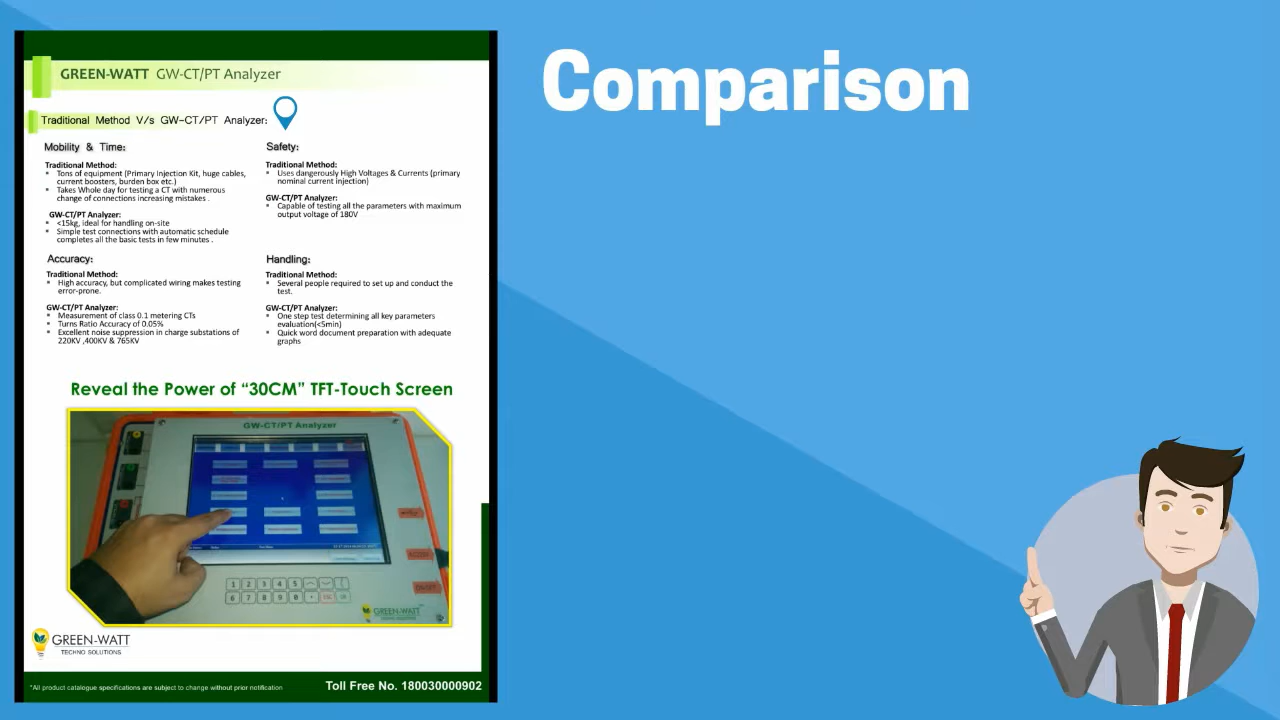 Comparison
GREEN-WATT GW-CT/PT Analyzer
Traditional Method V/s GW-CT/PT Analyzer:
Mobility & Time:
Traditional Method:
Tons of equipment (Primary Injection Kit, huge cables,
current boosters, burden box etc.)
Takes Whole day for testing a CT with numerous
change of connections increasing mistakes .
GW-CT/PT Analyzer:
<15kg, ideal for handling on-site
Simple test connections with automatic schedule
completes all the basic tests in few minutes .
Safety:
Traditional Method:
Uses dangerously High Voltages & Currents (primary
nominal current injection)
GW-CT/PT Analyzer:
Capable of testing all the parameters with maximum
output voltage of 180V
Accuracy:
Traditional Method:
High accuracy, but complicated wiring makes testing
error-prone.
GW-CT/PT Analyzer:
Measurement of class 0.1 metering CTs
Turns Ratio Accuracy of 0.05%
Excellent noise suppression in charge substations of
220KV ,400KV & 765KV
Handling:
Traditional Method:
Several people required to set up and conduct the
test.
GW-CT/PT Analyzer:
One step test determining all key parameters
evaluation(<5min)
Quick word document preparation with adequate
graphs
Reveal the Power of “30CM” TFT-Touch Screen
GW-CT/PT Analyzer
1 2 3 4 5
6 7 8 9 0
GREEN-WATT
GREEN-WATT
TECHNO SOLUTIONS
*All product catalogue specifications are subject to change without prior notification
Toll Free No. 180030000902